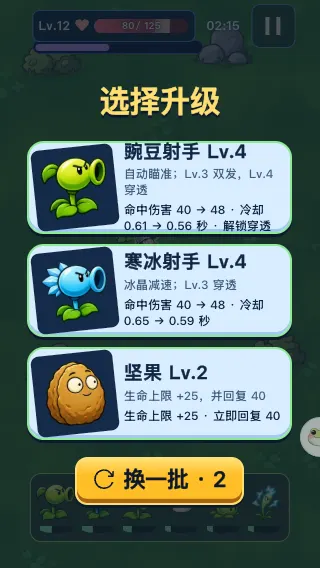 Lv.12 80/125 02:15
选择升级
豌豆射手 Lv.4
自动瞄准；Lv.3 双发，Lv.4
穿透
命中伤害 40 → 48 · 冷却
0.61 → 0.56 秒 · 解锁穿透
寒冰射手 Lv.4
冰晶减速；Lv.3 穿透
命中伤害 40 → 48 · 冷却
0.65 → 0.59 秒
坚果 Lv.2
生命上限 +25，并回复 40
生命上限 +25 · 立即回复 40
换一批 · 2